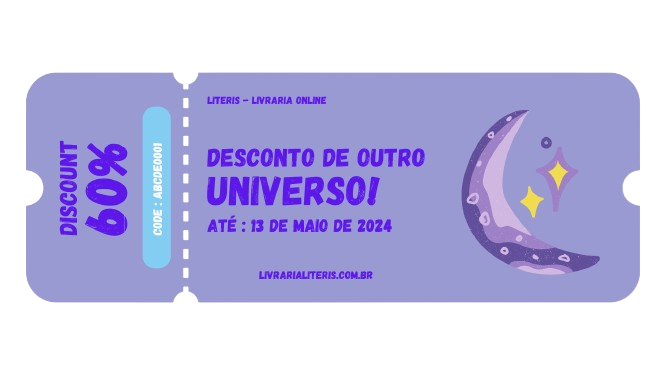 DISCOUNT
60%
CODE : ABCDE0001
LITERIS - LIVRARIA ONLINE
DESCONTO DE OUTRO
UNIVERSO!
ATÉ : 13 DE MAIO DE 2024
LIVRARIALITERIS.COM.BR